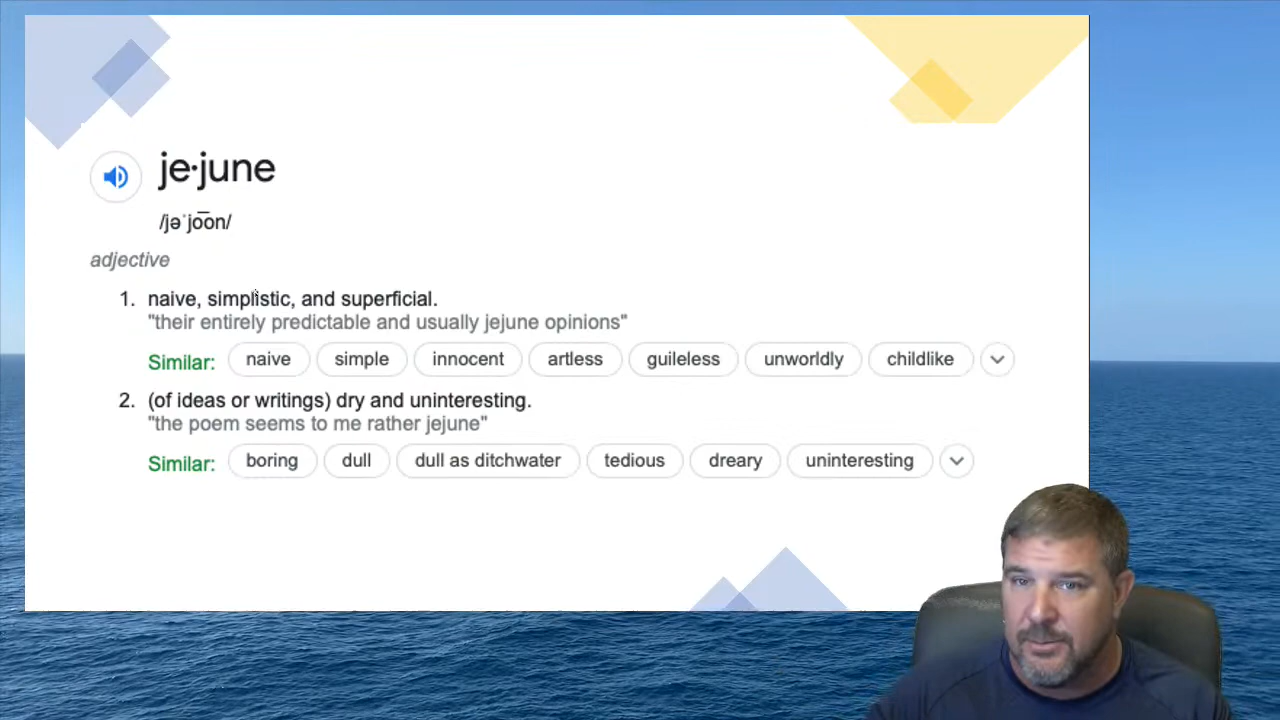 je·june
/jəˈjo͞on/
adjective
1. naive, simplistic, and superficial.
"their entirely predictable and usually jejune opinions"
Similar: naive simple innocent artless guileless unworldly childlike
2. (of ideas or writings) dry and uninteresting.
"the poem seems to me rather jejune"
Similar: boring dull dull as ditchwater tedious dreary uninteresting